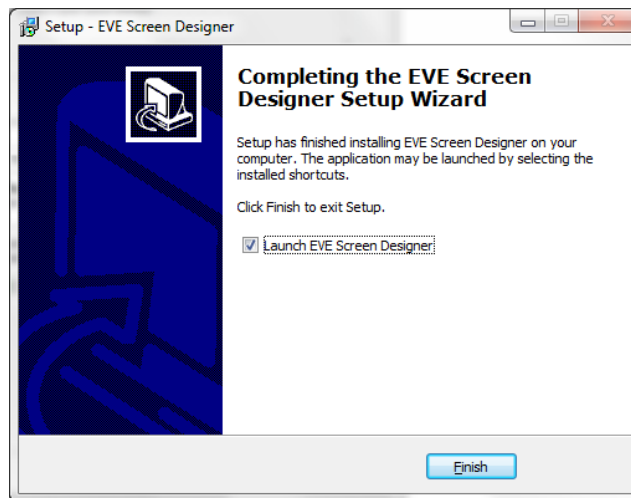 Setup - EVE Screen Designer
Completing the EVE Screen
Designer Setup Wizard
Setup has finished installing EVE Screen Designer on your
computer. The application may be launched by selecting the
installed shortcuts.
Click Finish to exit Setup.
Launch EVE Screen Designer
Finish